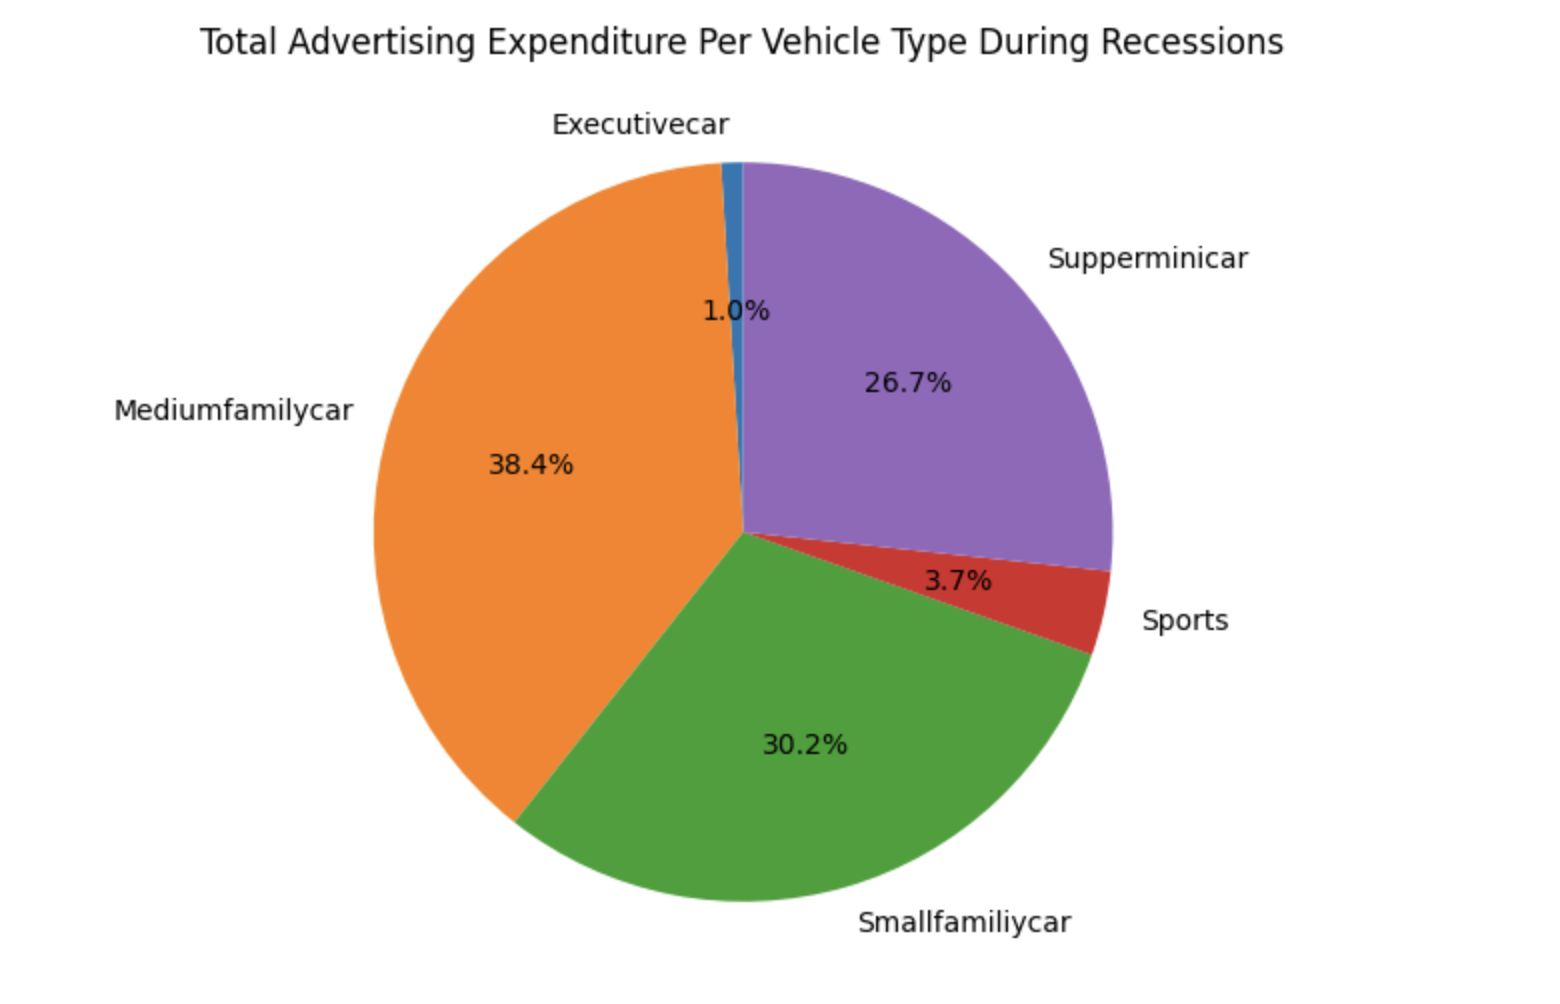 Total Advertising Expenditure Per Vehicle Type During Recessions
Executivecar
Supperminicar
1.0%
26.7%
Mediumfamilycar
38.4%
3.7%
Sports
30.2%
Smallfamiliycar